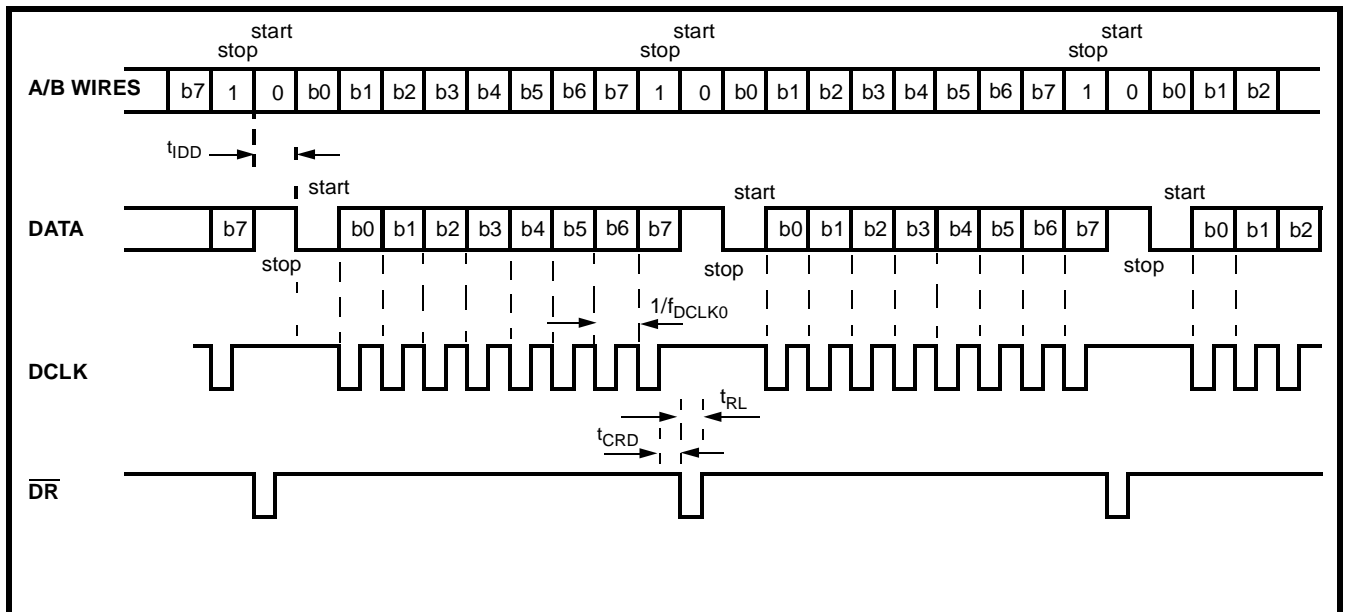 start start start
stop stop stop
A/B WIRES b7 1 0 b0 b1 b2 b3 b4 b5 b6 b7 1 0 b0 b1 b2 b3 b4 b5 b6 b7 1 0 b0 b1 b2
tIDD
start start start
DATA b7 b0 b1 b2 b3 b4 b5 b6 b7 b0 b1 b2 b3 b4 b5 b6 b7 b0 b1 b2
stop stop stop
1/fDCLK0
DCLK
tRL
tCRD
DR